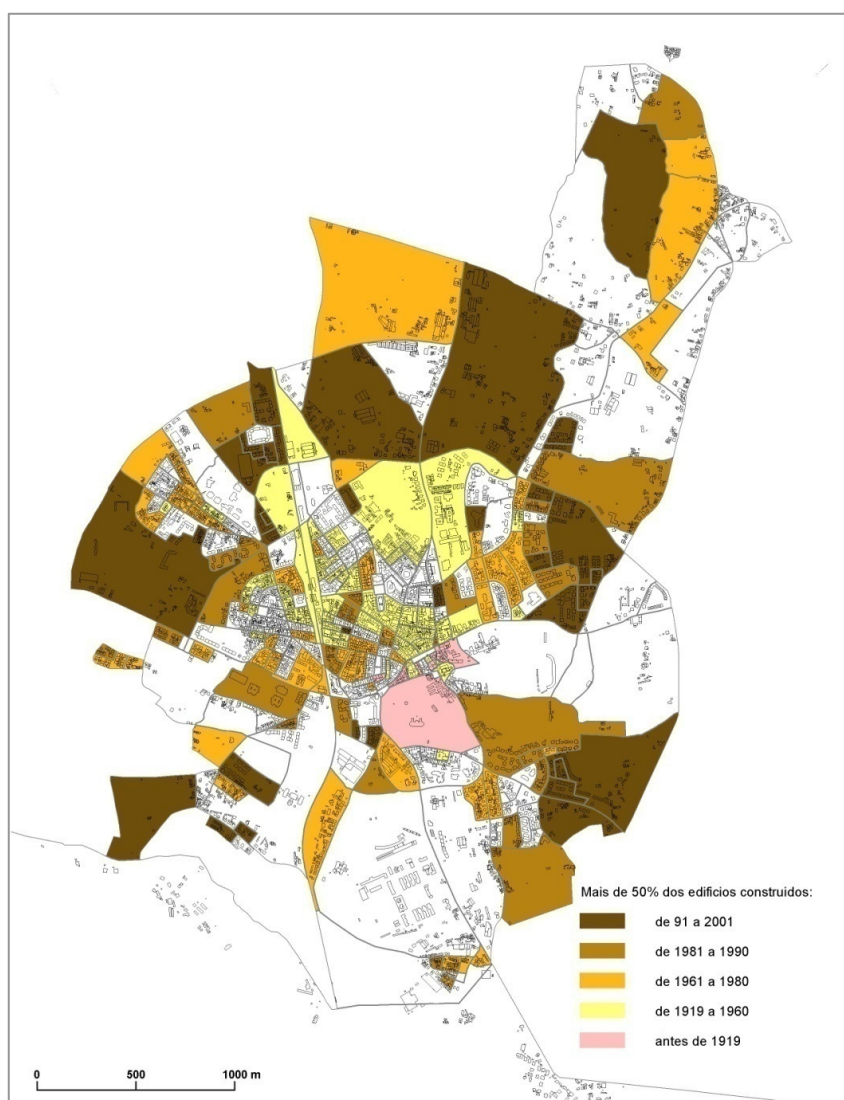 Mais de 50% dos edificios construidos:
de 91 a 2001
de 1981 a 1990
de 1961 a 1980
de 1919 a 1960
antes de 1919
0 500 1000 m